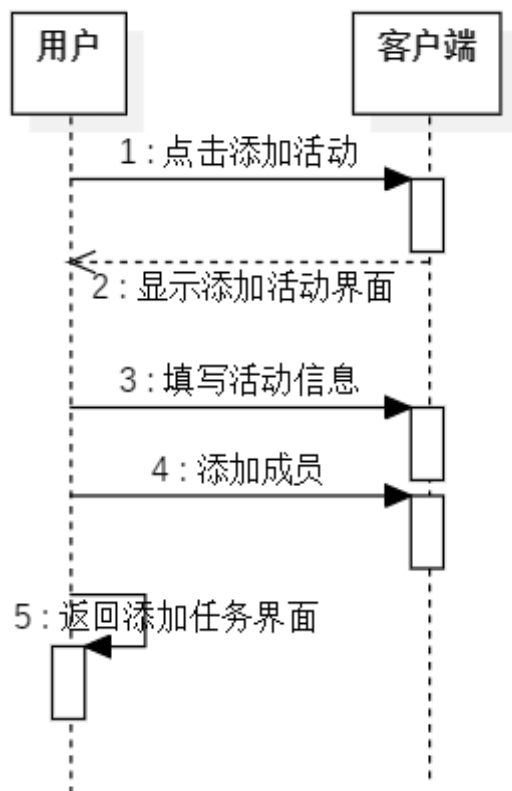 用户
客户端
1 : 点击添加活动
2 : 显示添加活动界面
3 : 填写活动信息
4 : 添加成员
5 : 返回添加任务界面